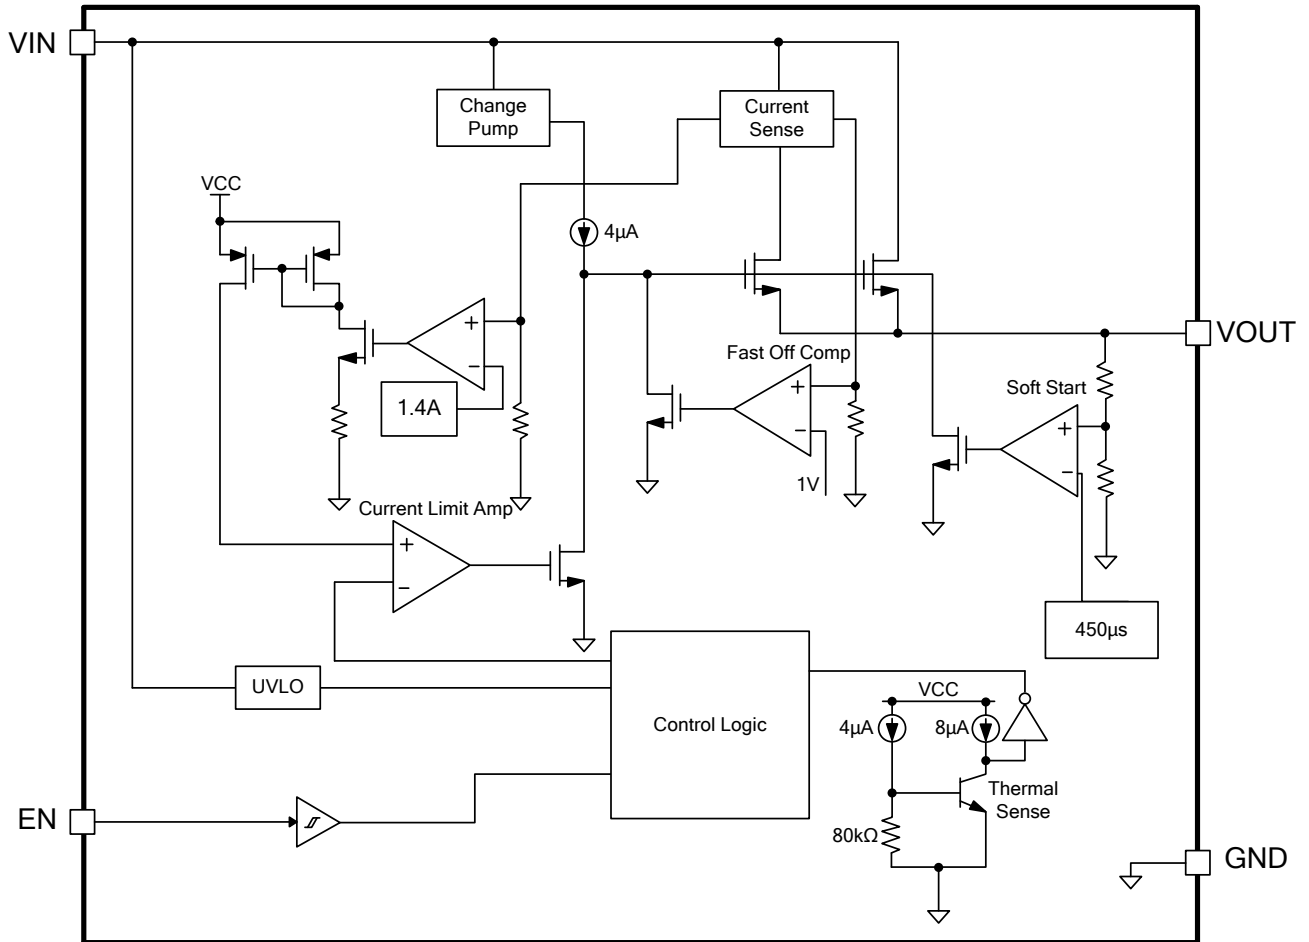 VIN
Change
Pump
Current
Sense
VCC
4µA
+
−
1.4A
Fast Off Comp
+
−
1V
VOUT
Soft Start
+
−
Current Limit Amp
+
−
450µs
UVLO
Control Logic
VCC
4µA
8µA
Thermal
Sense
80kΩ
EN
GND